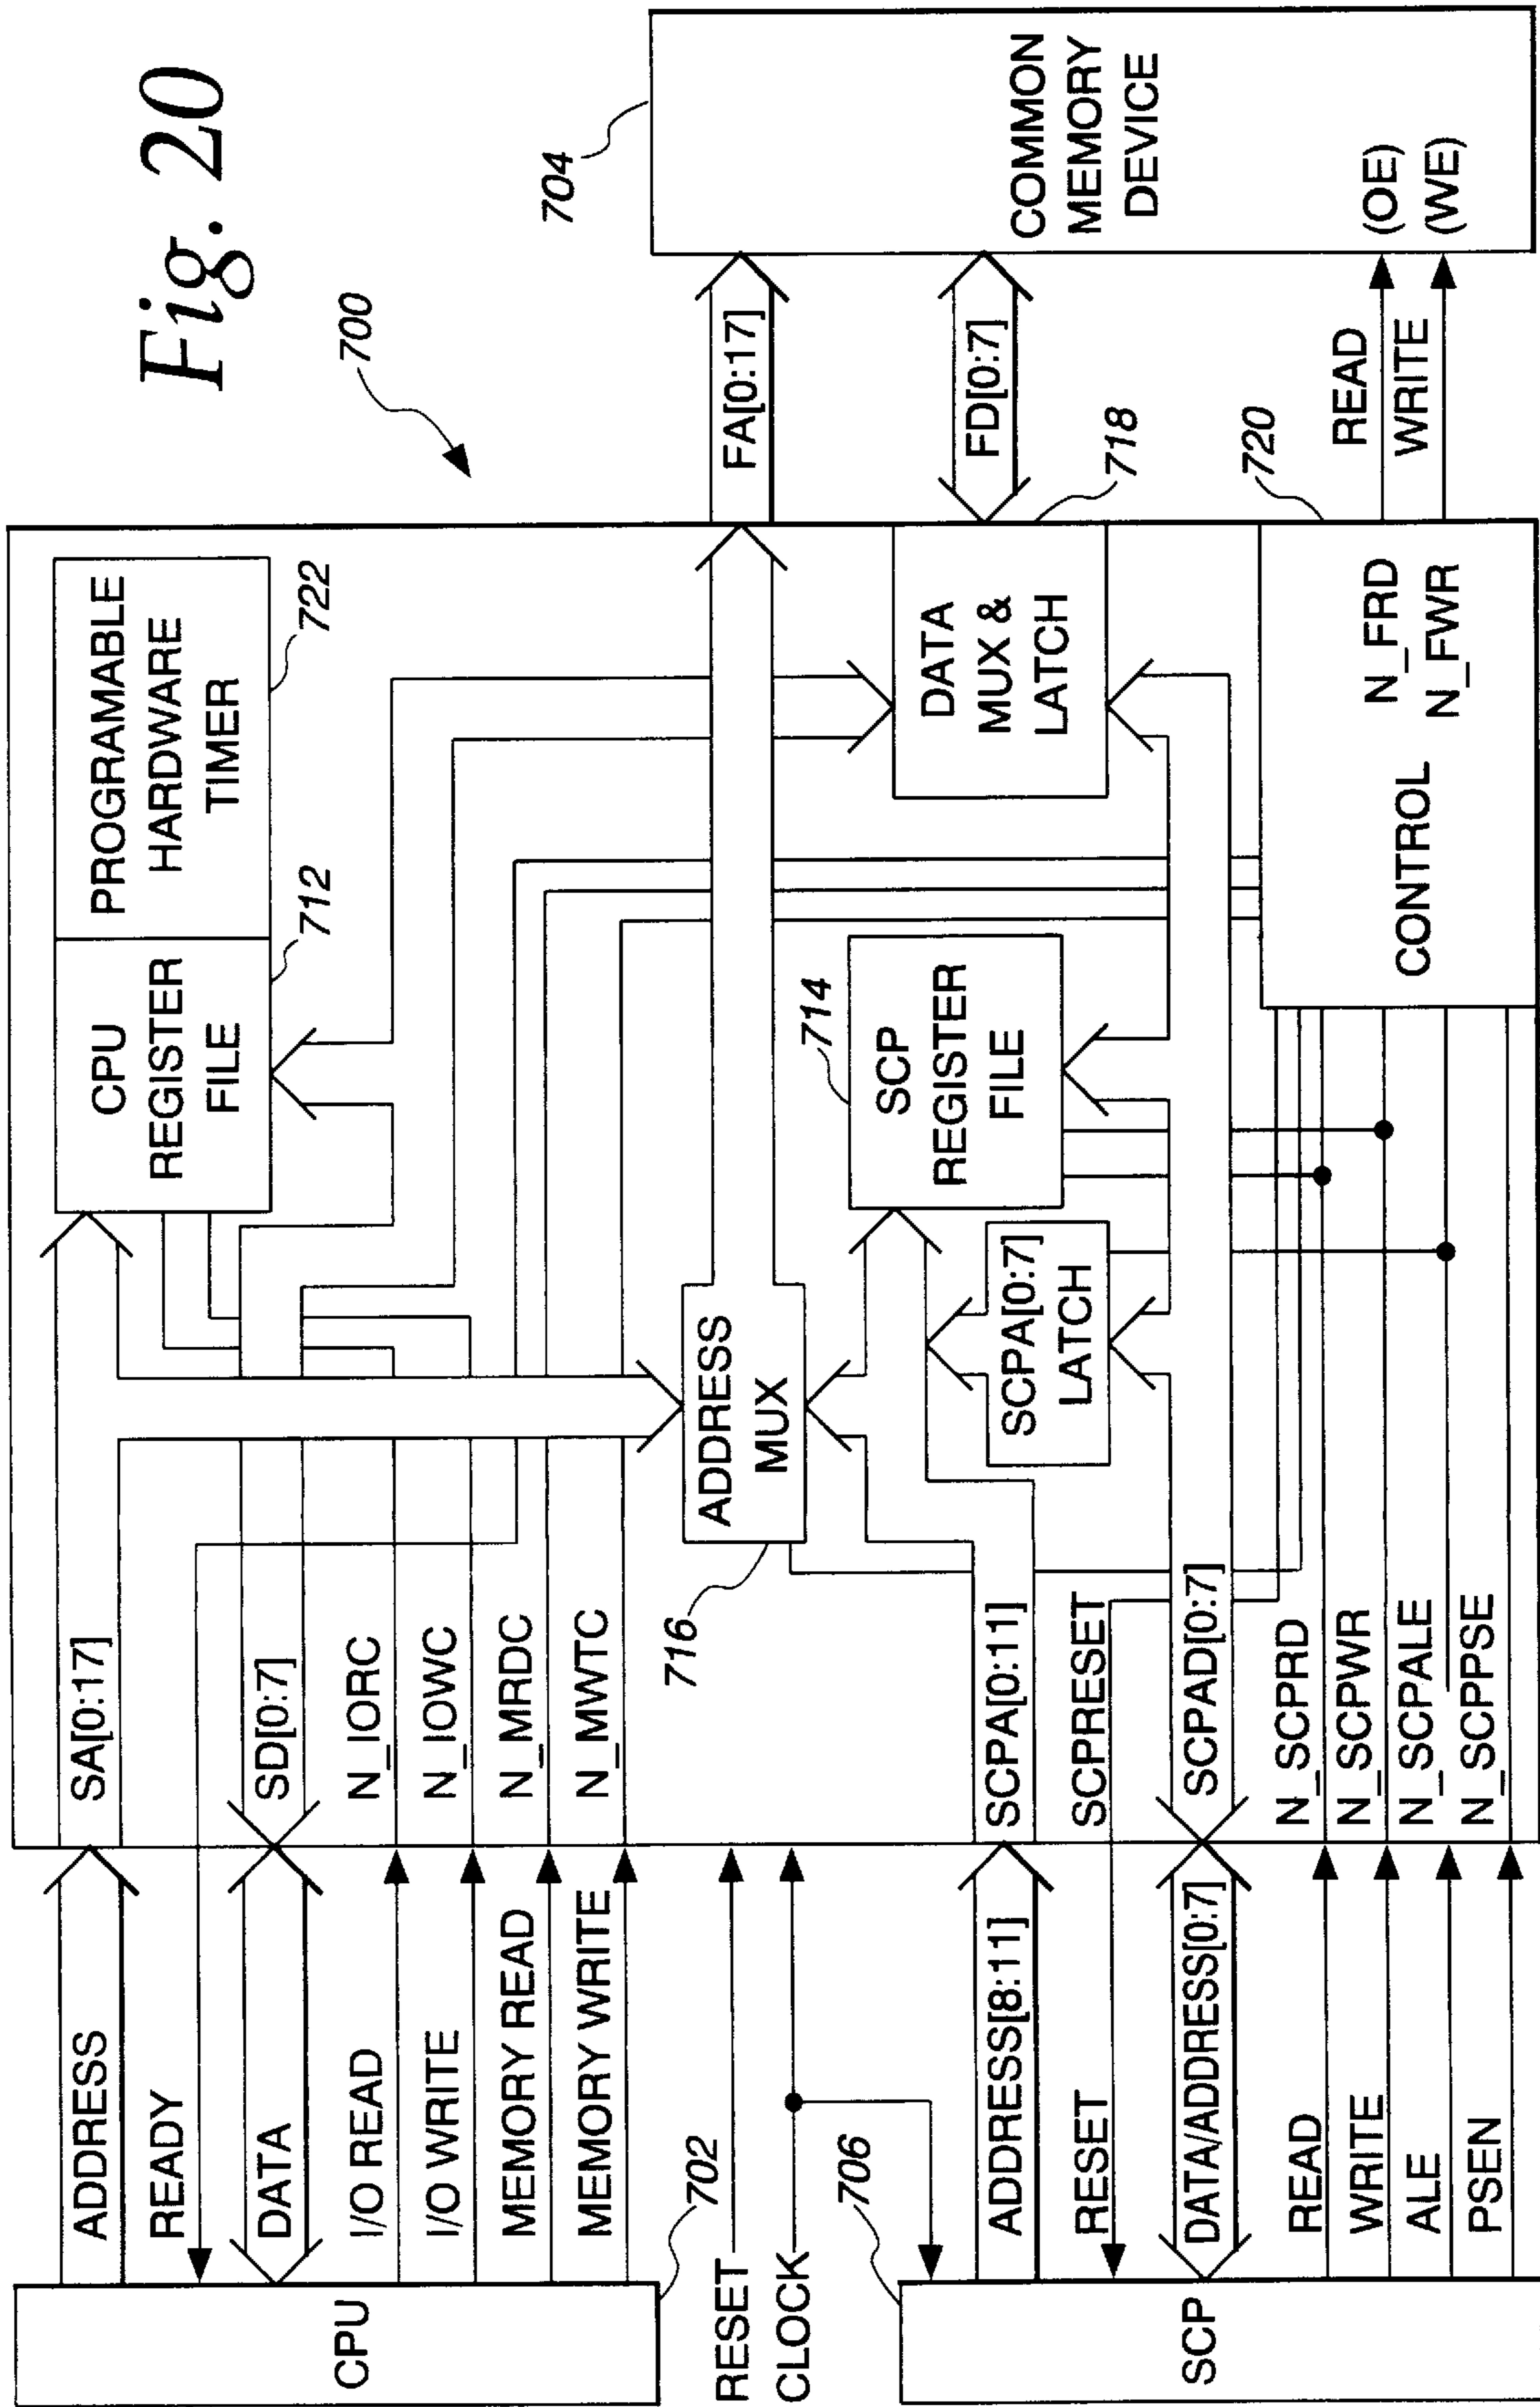 Fig. 20
700
CPU
702
ADDRESS
READY
DATA
I/O READ
I/O WRITE
MEMORY READ
MEMORY WRITE
RESET
CLOCK
706
SCP
ADDRESS[8:11]
RESET
DATA/ADDRESS[0:7]
READ
WRITE
ALE
PSEN
SA[0:17]
SD[0:7]
N_IORC
N_IOWC
N_MRDC
N_MWTC
SCPA[0:11]
SCPRESET
SCPAD[0:7]
N_SCPRD
N_SCPWR
N_SCPALE
N_SCPPSE
CPU
REGISTER
FILE
712
PROGRAMABLE
HARDWARE
TIMER
722
ADDRESS
MUX
716
SCPA[0:7]
LATCH
714
SCP
REGISTER
FILE
DATA
MUX &
LATCH
718
CONTROL
N_FRD
N_FWR
720
FA[0:17]
FD[0:7]
READ
WRITE
704
COMMON
MEMORY
DEVICE
(OE)
(WE)